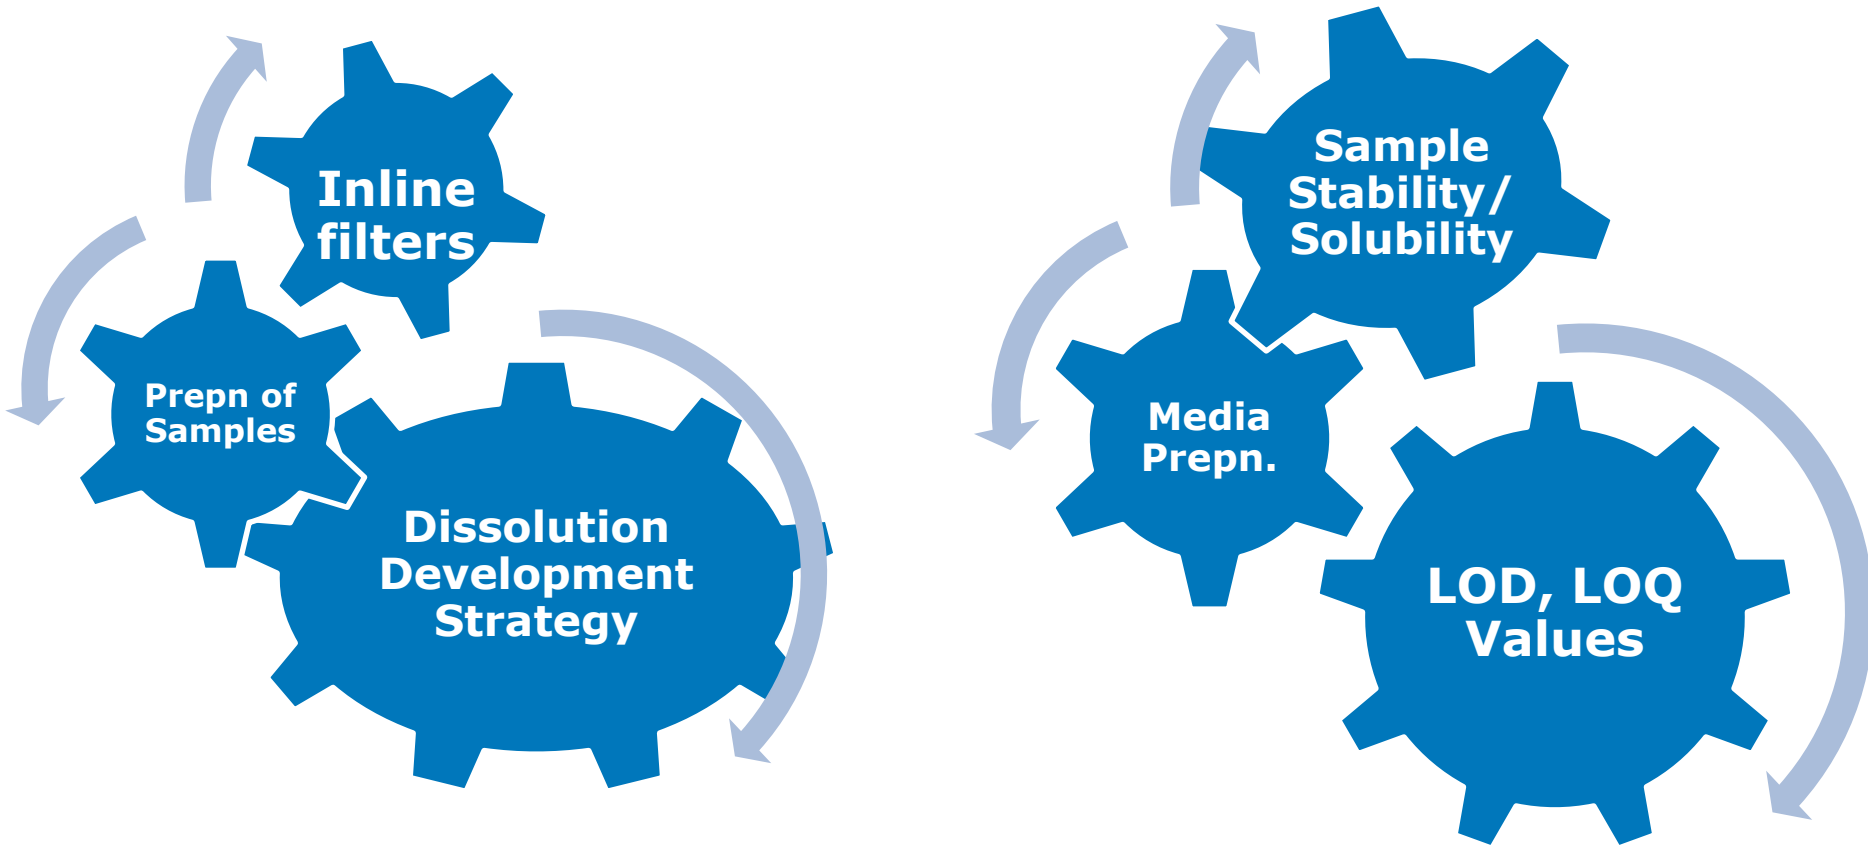 Inline
filters
Prepn of
Samples
Dissolution
Development
Strategy
Sample
Stability/
Solubility
Media
Prepn.
LOD, LOQ
Values